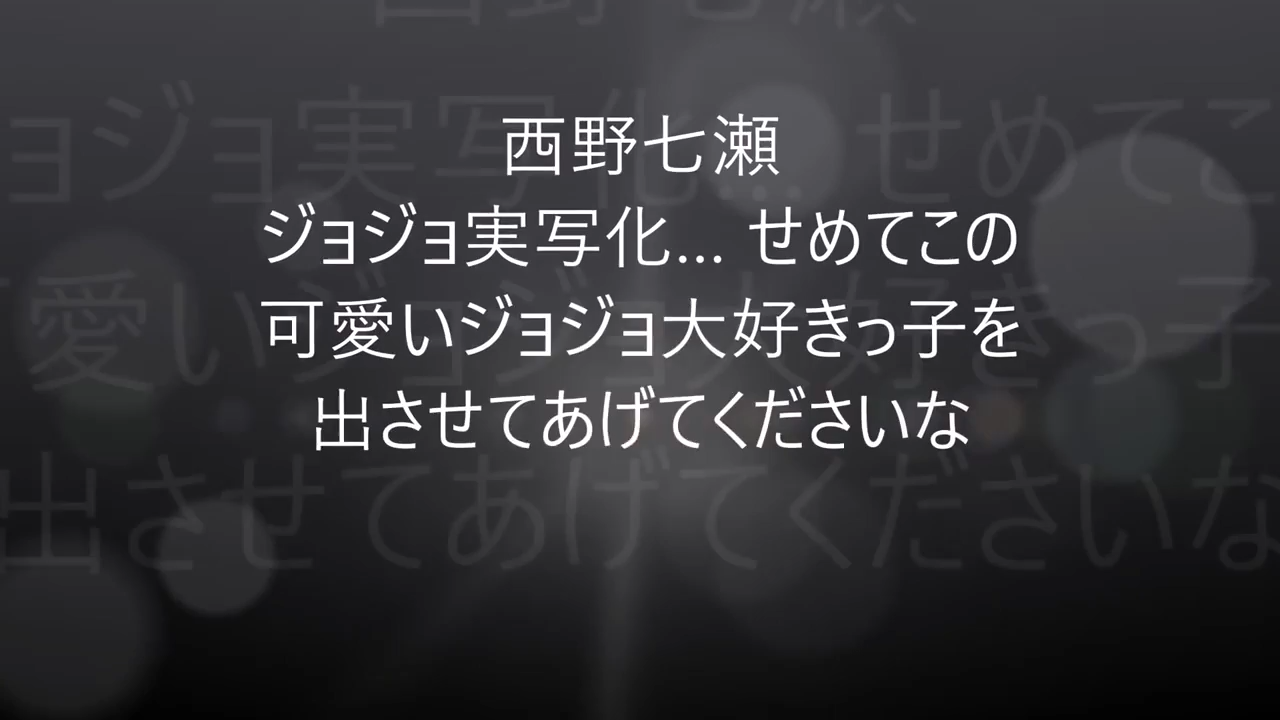 西野七瀬
ジョジョ実写化... せめてこの
可愛いジョジョ大好きっ子を
出させてあげてくださいな